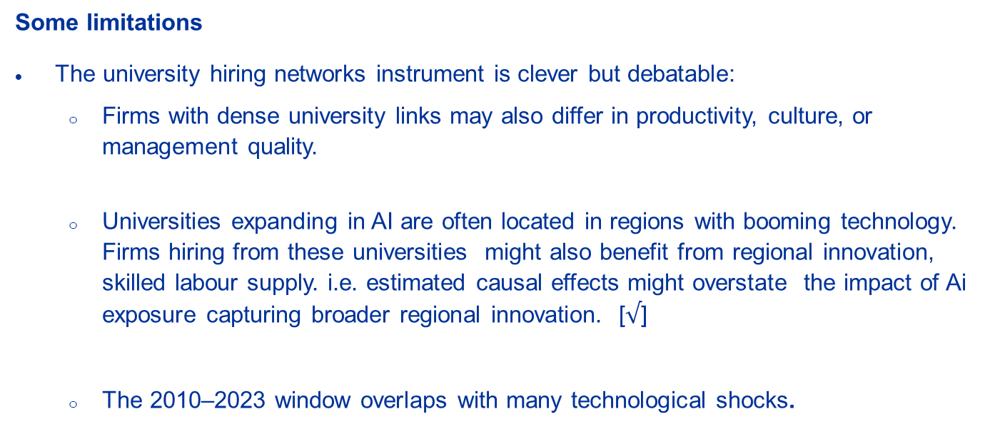 Some limitations
• The university hiring networks instrument is clever but debatable:
○ Firms with dense university links may also differ in productivity, culture, or
management quality.
○ Universities expanding in AI are often located in regions with booming technology.
Firms hiring from these universities might also benefit from regional innovation,
skilled labour supply. i.e. estimated causal effects might overstate the impact of Ai
exposure capturing broader regional innovation. [√]
○ The 2010–2023 window overlaps with many technological shocks.